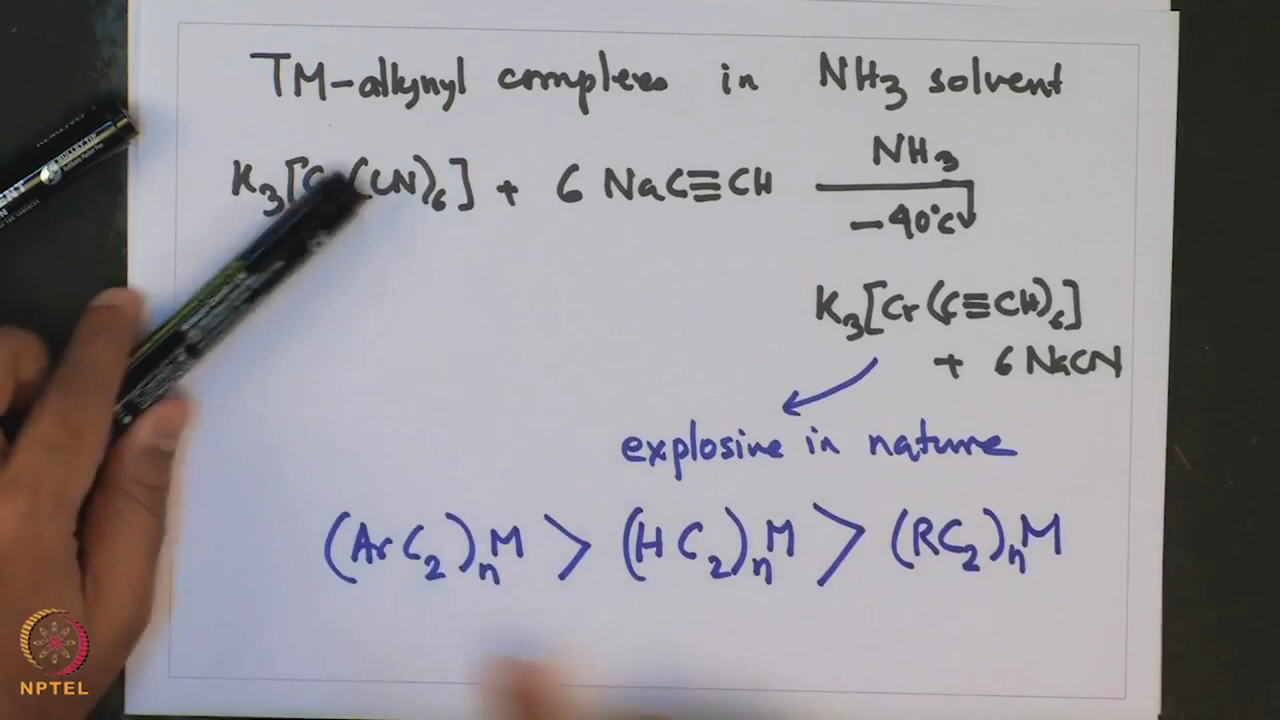 TM-alkynyl complexes in NH3 solvent
K3[C (CN)6] + 6 NaC≡CH NH3
-40°C
K3[Cr(C≡CH)6]
+ 6 NaCN
explosive in nature
(ArC2)nM > (HC2)nM > (RC2)nM
NPTEL